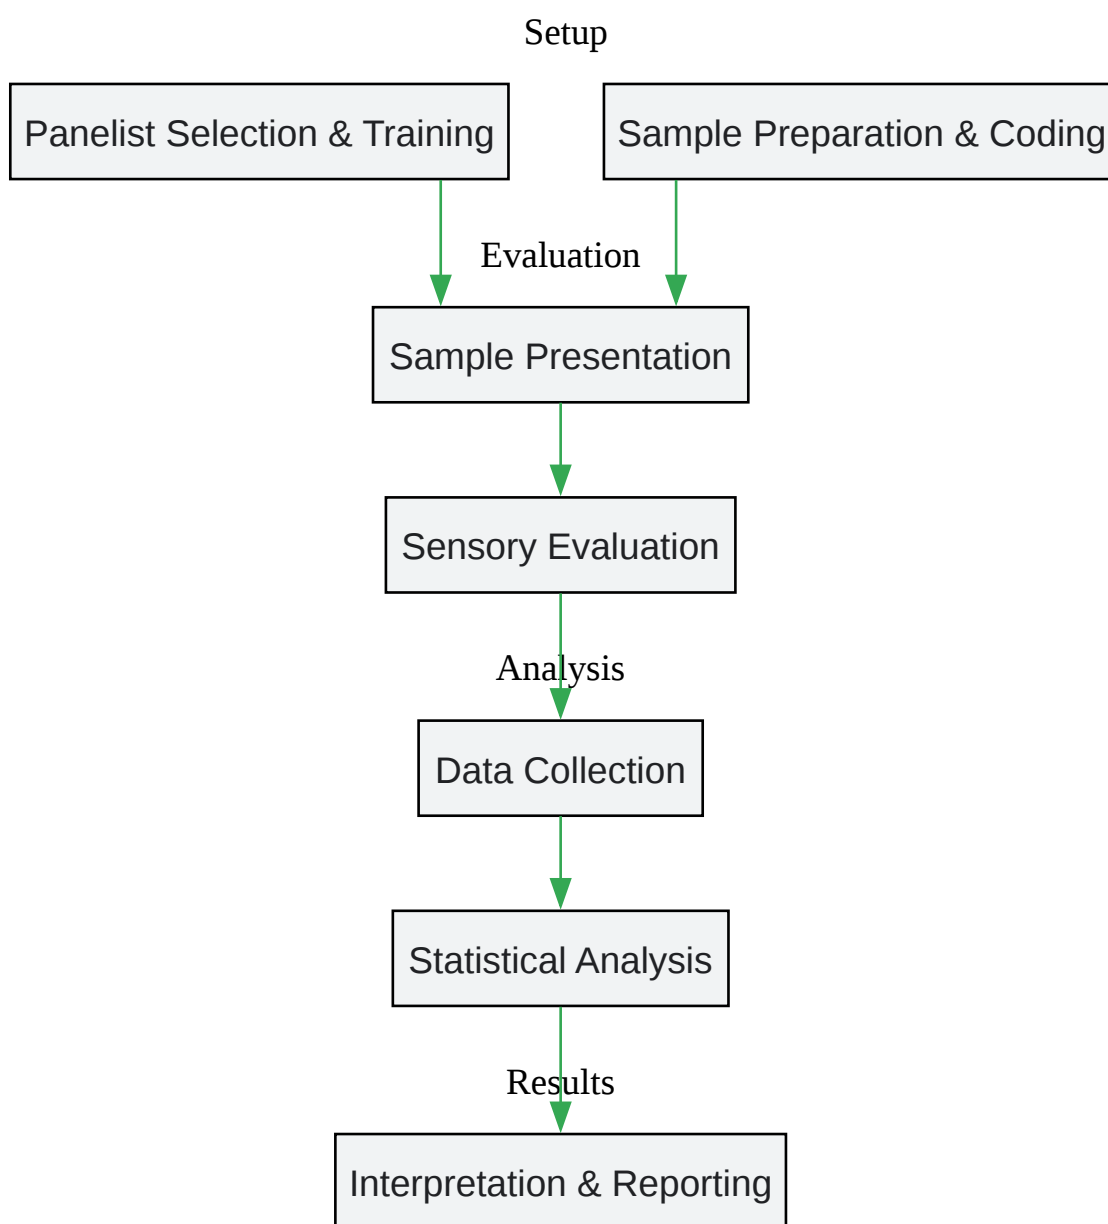 Setup
Panelist Selection & Training
Sample Preparation & Coding
Evaluation
Sample Presentation
Sensory Evaluation
Analysis
Data Collection
Statistical Analysis
Results
Interpretation & Reporting